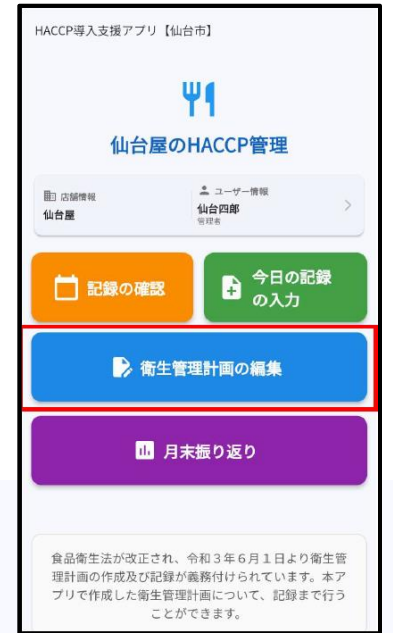 HACCP導入支援アプリ【仙台市】
仙台屋のHACCP管理
店舗情報
仙台屋
ユーザー情報
仙台四郎
管理者
記録の確認
今日の記録
の入力
衛生管理計画の編集
月末振り返り
食品衛生法が改正され、令和３年６月１日より衛生管
理計画の作成及び記録が義務付けられています。本ア
プリで作成した衛生管理計画について、記録まで行う
ことができます。